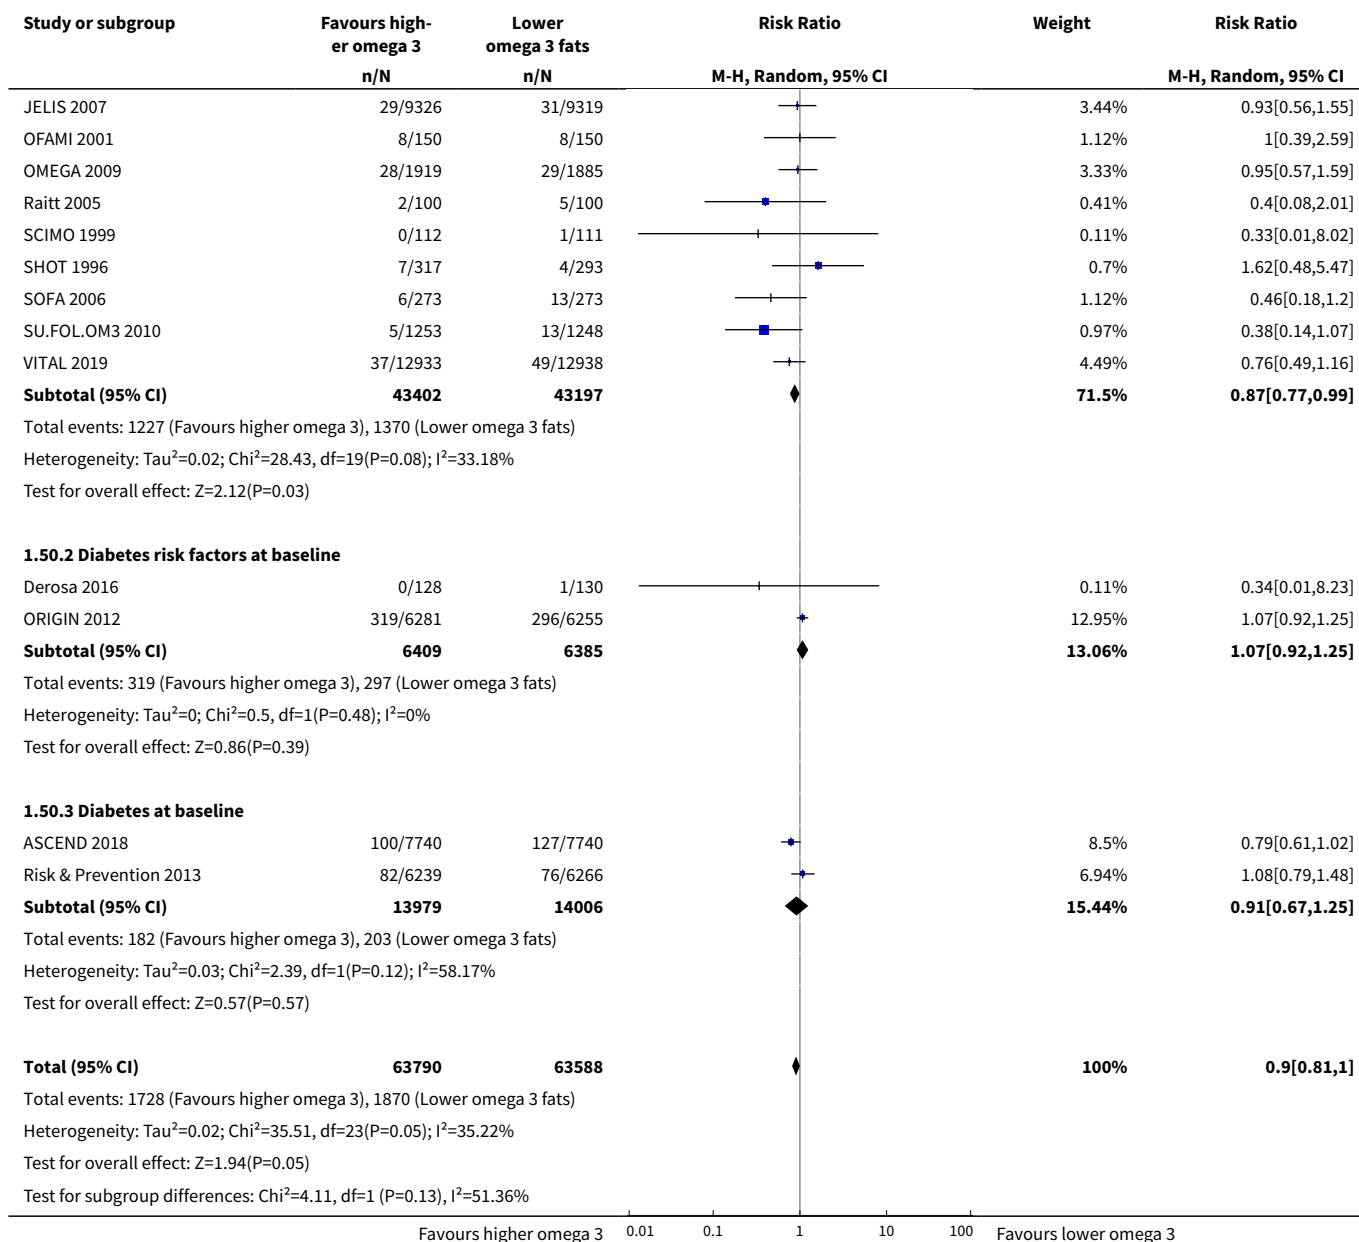 Study or subgroup Favours high- Lower Risk Ratio Weight Risk Ratio
er omega 3 omega 3 fats
n/N n/N M-H, Random, 95% CI M-H, Random, 95% CI
JELIS 2007 29/9326 31/9319 3.44% 0.93[0.56,1.55]
OFAMI 2001 8/150 8/150 1.12% 1[0.39,2.59]
OMEGA 2009 28/1919 29/1885 3.33% 0.95[0.57,1.59]
Raitt 2005 2/100 5/100 0.41% 0.4[0.08,2.01]
SCIMO 1999 0/112 1/111 0.11% 0.33[0.01,8.02]
SHOT 1996 7/317 4/293 0.7% 1.62[0.48,5.47]
SOFA 2006 6/273 13/273 1.12% 0.46[0.18,1.2]
SU.FOL.OM3 2010 5/1253 13/1248 0.97% 0.38[0.14,1.07]
VITAL 2019 37/12933 49/12938 4.49% 0.76[0.49,1.16]
Subtotal (95% CI) 43402 43197 71.5% 0.87[0.77,0.99]
Total events: 1227 (Favours higher omega 3), 1370 (Lower omega 3 fats)
Heterogeneity: Tau²=0.02; Chi²=28.43, df=19(P=0.08); I²=33.18%
Test for overall effect: Z=2.12(P=0.03)
1.50.2 Diabetes risk factors at baseline
Derosa 2016 0/128 1/130 0.11% 0.34[0.01,8.23]
ORIGIN 2012 319/6281 296/6255 12.95% 1.07[0.92,1.25]
Subtotal (95% CI) 6409 6385 13.06% 1.07[0.92,1.25]
Total events: 319 (Favours higher omega 3), 297 (Lower omega 3 fats)
Heterogeneity: Tau²=0; Chi²=0.5, df=1(P=0.48); I²=0%
Test for overall effect: Z=0.86(P=0.39)
1.50.3 Diabetes at baseline
ASCEND 2018 100/7740 127/7740 8.5% 0.79[0.61,1.02]
Risk & Prevention 2013 82/6239 76/6266 6.94% 1.08[0.79,1.48]
Subtotal (95% CI) 13979 14006 15.44% 0.91[0.67,1.25]
Total events: 182 (Favours higher omega 3), 203 (Lower omega 3 fats)
Heterogeneity: Tau²=0.03; Chi²=2.39, df=1(P=0.12); I²=58.17%
Test for overall effect: Z=0.57(P=0.57)
Total (95% CI) 63790 63588 100% 0.9[0.81,1]
Total events: 1728 (Favours higher omega 3), 1870 (Lower omega 3 fats)
Heterogeneity: Tau²=0.02; Chi²=35.51, df=23(P=0.05); I²=35.22%
Test for overall effect: Z=1.94(P=0.05)
Test for subgroup differences: Chi²=4.11, df=1 (P=0.13), I²=51.36%
Favours higher omega 3 0.01 0.1 1 10 100 Favours lower omega 3